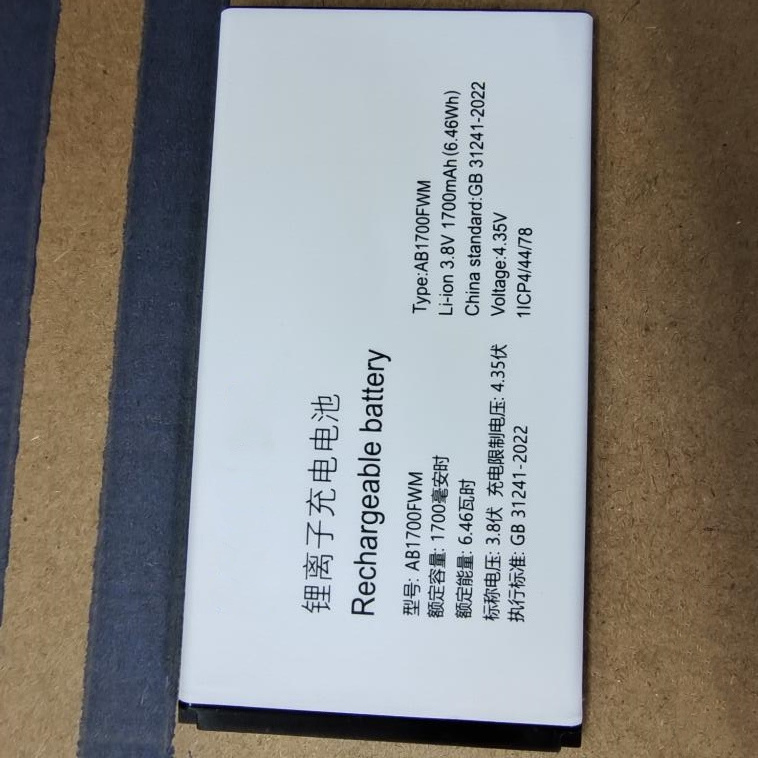 锂离子充电电池
Rechargeable battery
型号: AB1700FWM
额定容量: 1700毫安时
额定能量: 6.46瓦时
标称电压: 3.8伏 充电限制电压: 4.35伏
执行标准: GB 31241-2022
Type:AB1700FWM
Li-ion 3.8V 1700mAh(6.46Wh)
China standard:GB 31241-2022
Voltage:4.35V
1ICP4/44/78